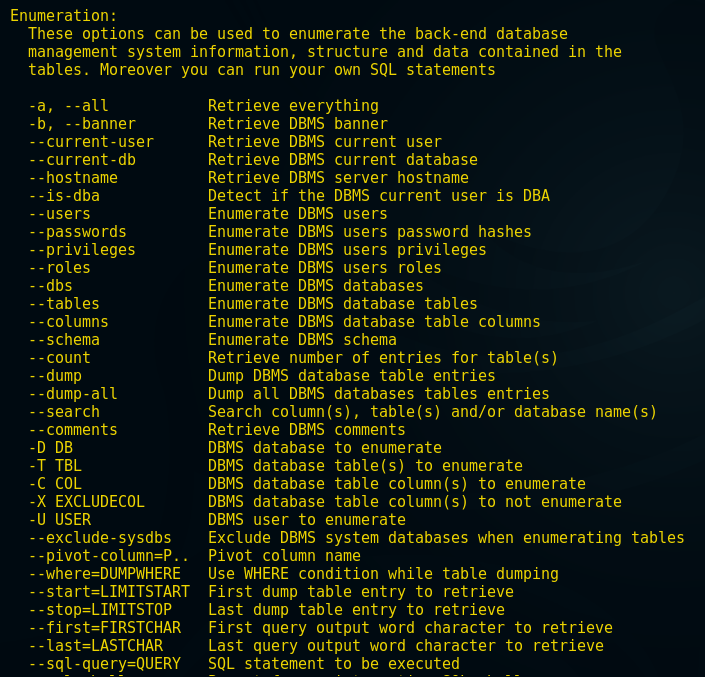 Enumeration:
These options can be used to enumerate the back-end database
management system information, structure and data contained in the
tables. Moreover you can run your own SQL statements
-a, --all Retrieve everything
-b, --banner Retrieve DBMS banner
--current-user Retrieve DBMS current user
--current-db Retrieve DBMS current database
--hostname Retrieve DBMS server hostname
--is-dba Detect if the DBMS current user is DBA
--users Enumerate DBMS users
--passwords Enumerate DBMS users password hashes
--privileges Enumerate DBMS users privileges
--roles Enumerate DBMS users roles
--dbs Enumerate DBMS databases
--tables Enumerate DBMS database tables
--columns Enumerate DBMS database table columns
--schema Enumerate DBMS schema
--count Retrieve number of entries for table(s)
--dump Dump DBMS database table entries
--dump-all Dump all DBMS databases tables entries
--search Search column(s), table(s) and/or database name(s)
--comments Retrieve DBMS comments
-D DB DBMS database to enumerate
-T TBL DBMS database table(s) to enumerate
-C COL DBMS database table column(s) to enumerate
-X EXCLUDECOL DBMS database table column(s) to not enumerate
-U USER DBMS user to enumerate
--exclude-sysdbs Exclude DBMS system databases when enumerating tables
--pivot-column=P.. Pivot column name
--where=DUMPWHERE Use WHERE condition while table dumping
--start=LIMITSTART First dump table entry to retrieve
--stop=LIMITSTOP Last dump table entry to retrieve
--first=FIRSTCHAR First query output word character to retrieve
--last=LASTCHAR Last query output word character to retrieve
--sql-query=QUERY SQL statement to be executed